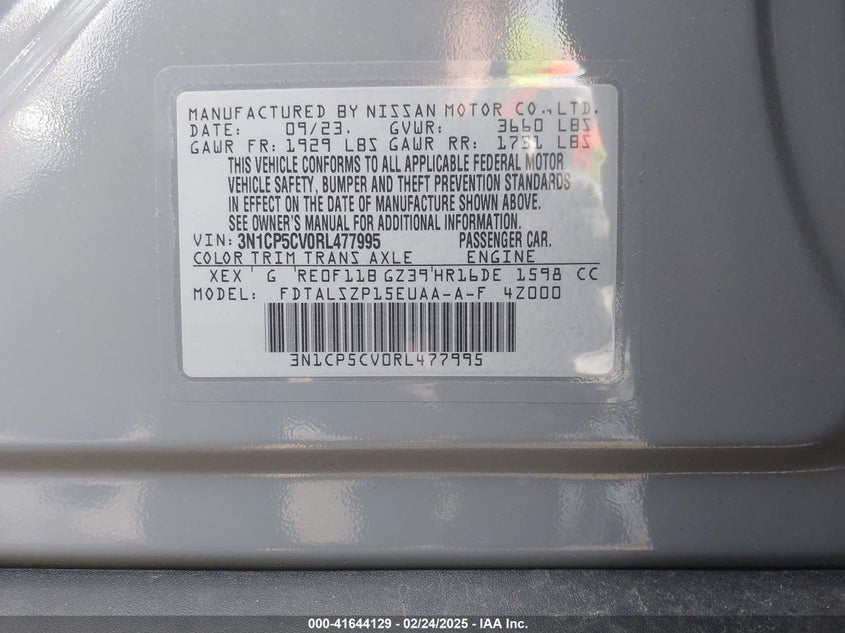 MANUFACTURED BY NISSAN MOTOR CO., LTD.
DATE: 09/23. GVWR: 3660 LBS
GAWR FR: 1929 LBS GAWR RR: 1731 LBS
THIS VEHICLE CONFORMS TO ALL APPLICABLE FEDERAL MOTOR
VEHICLE SAFETY, BUMPER AND THEFT PREVENTION STANDARDS
IN EFFECT ON THE DATE OF MANUFACTURE SHOWN ABOVE.
SEE OWNER'S MANUAL FOR ADDITIONAL INFORMATION.
VIN: 3N1CP5CV0RL477995 PASSENGER CAR.
COLOR TRIM TRANS AXLE ENGINE
XEX G RE0F11B GZ39 HR16DE 1598 CC
MODEL: FDTALSZP15EUAA-A-F 4Z000
3N1CP5CV0RL477995
000-41644129 - 02/24/2025 - IAA Inc.